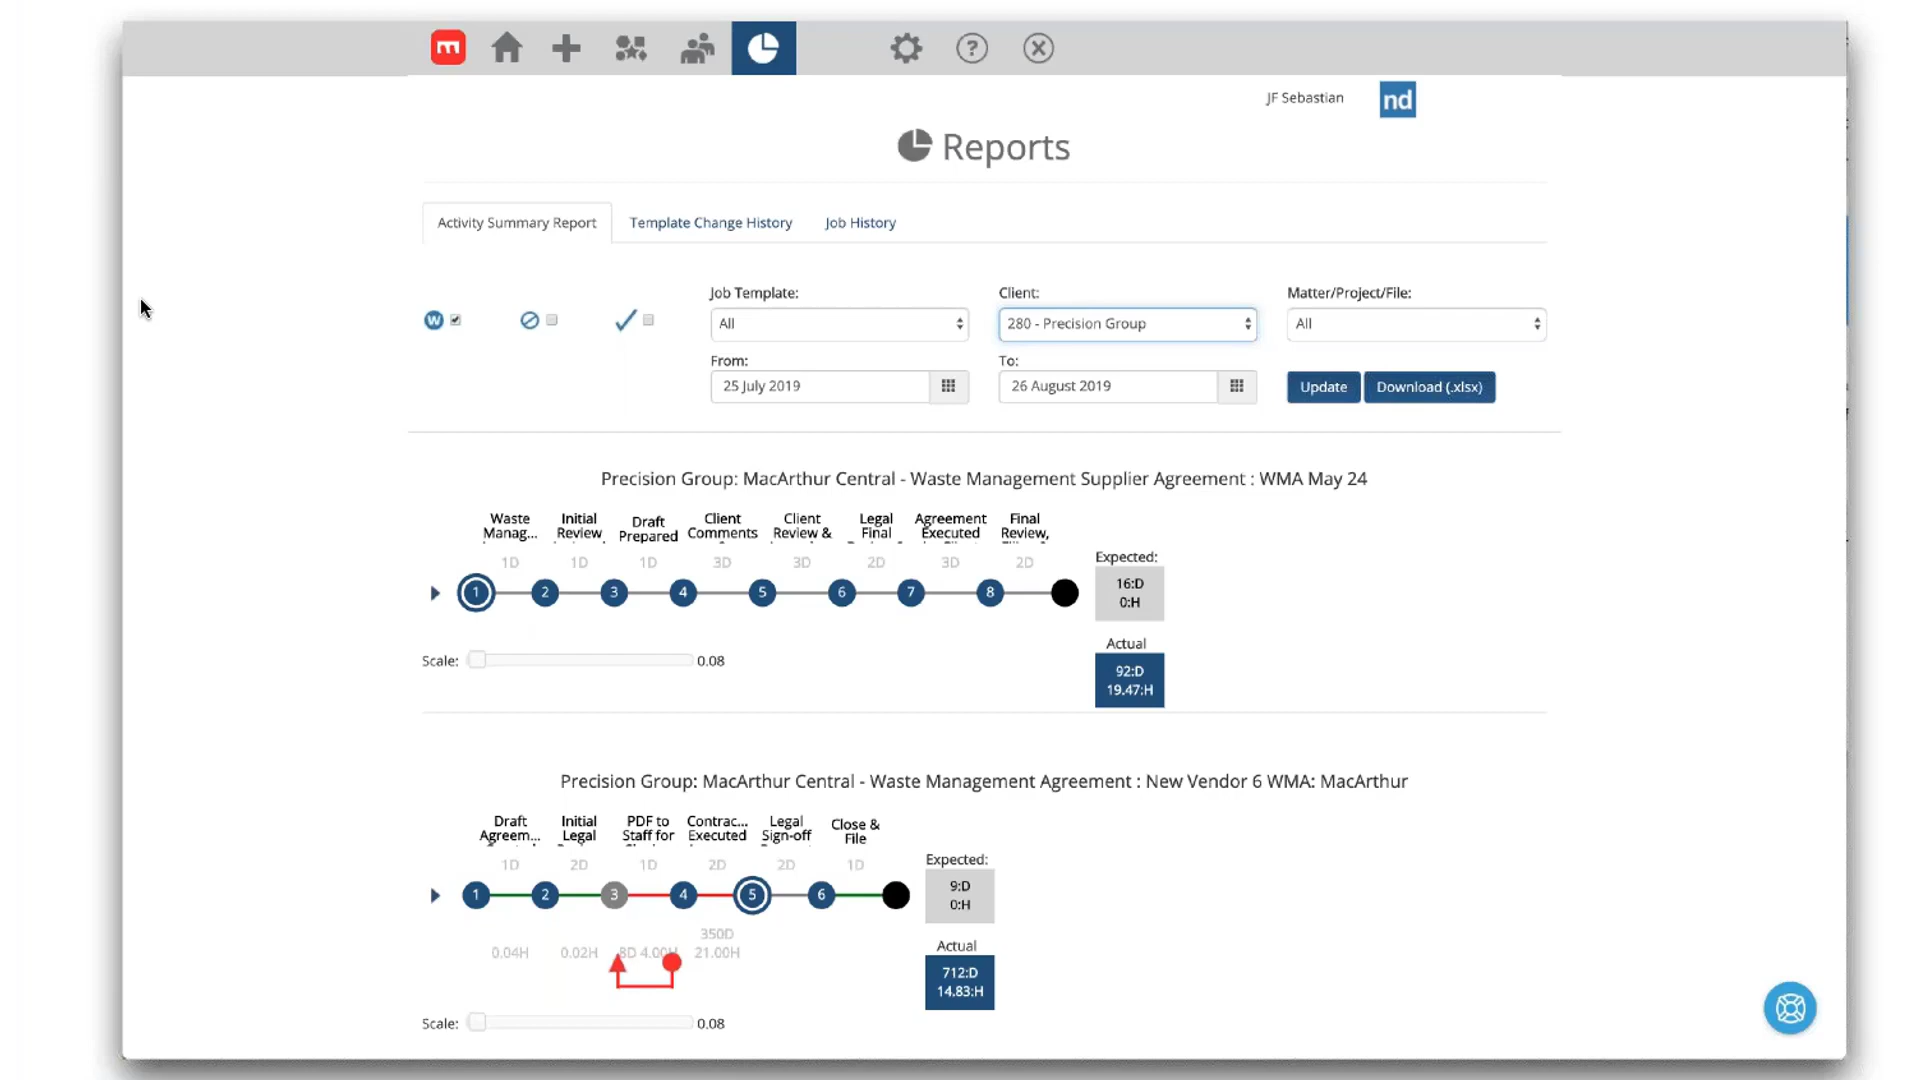 m
JF Sebastian
nd
Reports
Activity Summary Report
Template Change History
Job History
W
Job Template:
Client:
Matter/Project/File:
All
280 - Precision Group
All
From:
To:
25 July 2019
26 August 2019
Update
Download (.xlsx)
Precision Group: MacArthur Central - Waste Management Supplier Agreement : WMA May 24
Waste Manag...
Initial Review
Draft Prepared
Client Comments
Client Review &
Legal Final
Agreement Executed
Final Review,
1D 1D 1D 3D 3D 2D 3D 2D
1 2 3 4 5 6 7 8
Expected:
16:D
0:H
Actual
92:D
19.47:H
Scale: 0.08
Precision Group: MacArthur Central - Waste Management Agreement : New Vendor 6 WMA: MacArthur
Draft Agreem...
Initial Legal
PDF to Staff for
Contrac... Executed
Legal Sign-off
Close & File
1D 2D 1D 2D 2D 1D
1 2 3 4 5 6
0.04H 0.02H 8D 4.00H 350D 21.00H
Expected:
9:D
0:H
Actual
712:D
14.83:H
Scale: 0.08